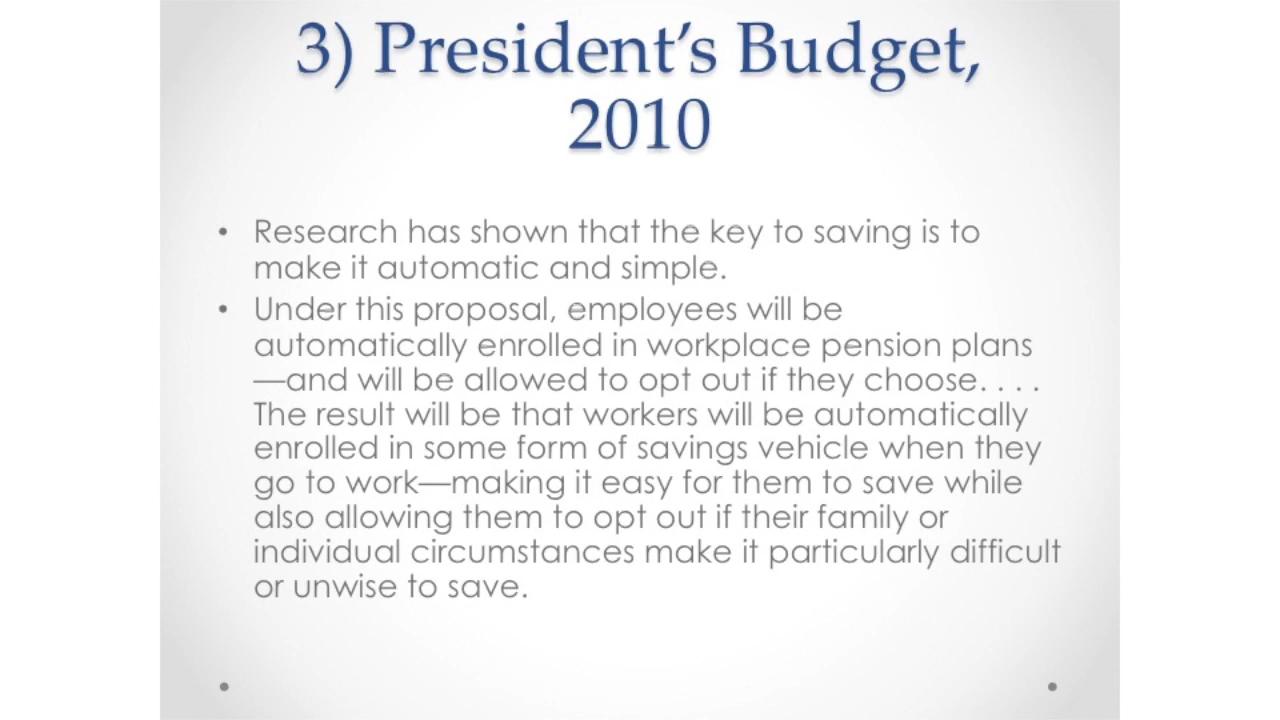 3) President’s Budget,
2010
• Research has shown that the key to saving is to
make it automatic and simple.
• Under this proposal, employees will be
automatically enrolled in workplace pension plans
—and will be allowed to opt out if they choose. . . .
The result will be that workers will be automatically
enrolled in some form of savings vehicle when they
go to work—making it easy for them to save while
also allowing them to opt out if their family or
individual circumstances make it particularly difficult
or unwise to save.